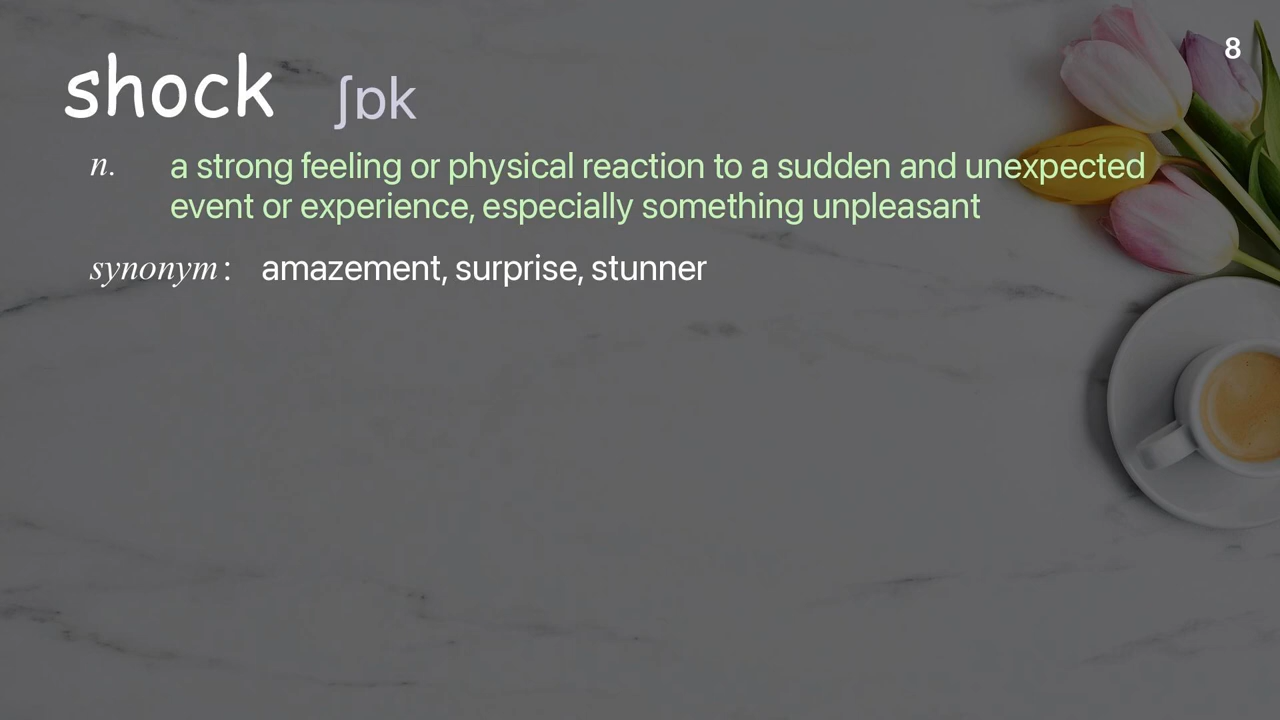 8
shock ʃɒk
n. a strong feeling or physical reaction to a sudden and unexpected
event or experience, especially something unpleasant
synonym : amazement, surprise, stunner